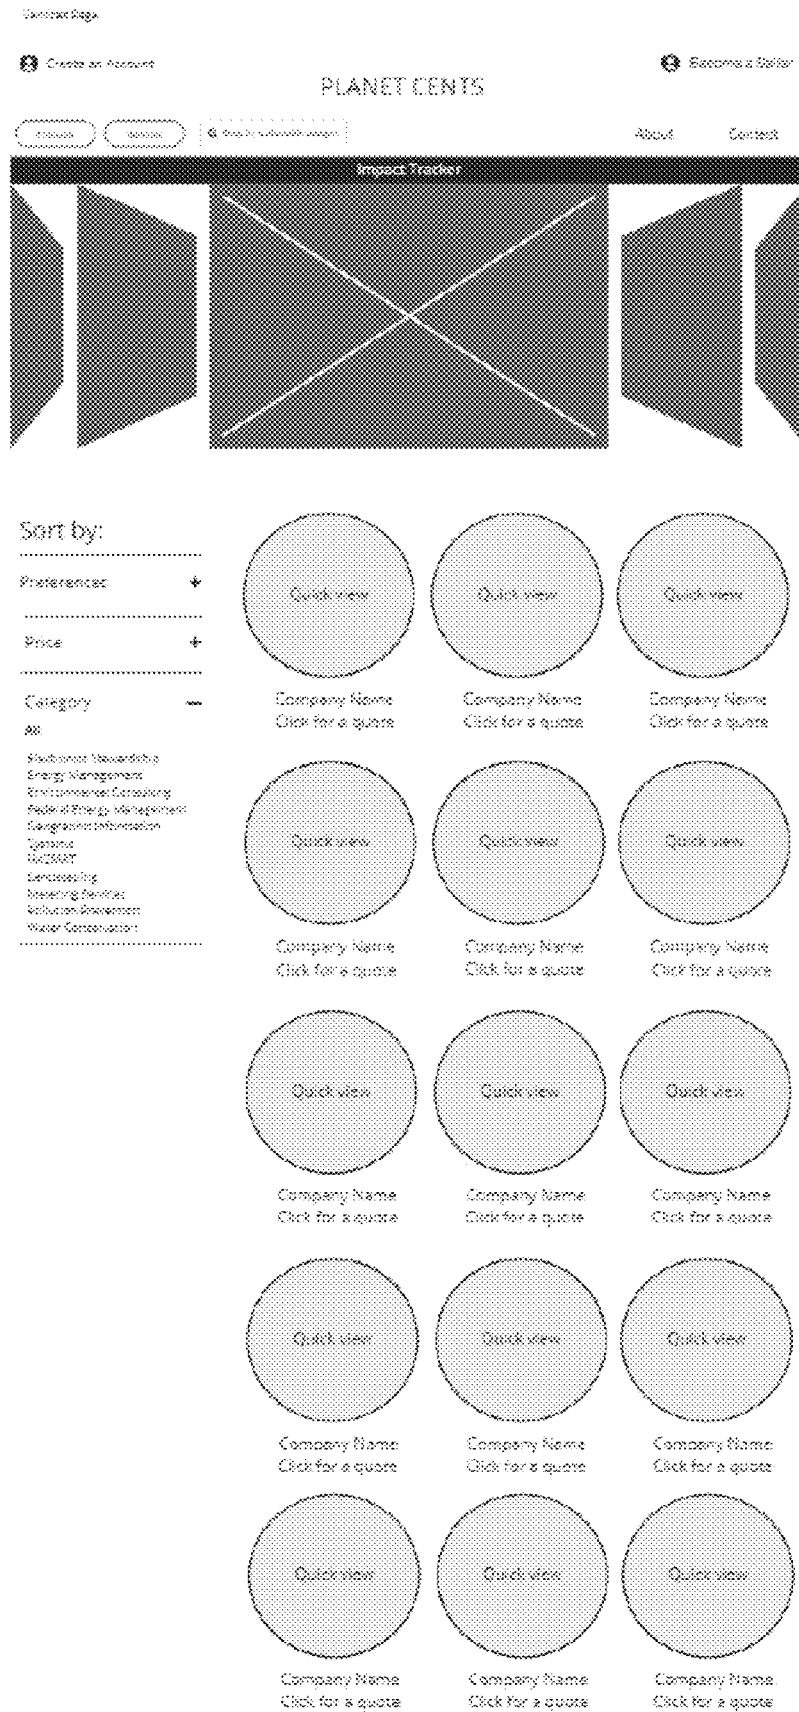 Services Page
Create an Account
Become a Seller
PLANET CENTS
About
Contact
Impact Tracker
Sort by:
Preferences +
Price +
Category –
All
Electronics Stewardship
Energy Management
Environmental Consulting
Federal Energy Management
Geographic Information
Systems
HAZMAT
Landscaping
Metering Services
Pollution Prevention
Water Conservation
Quick view Quick view Quick view
Company Name Company Name Company Name
Click for a quote Click for a quote Click for a quote
Quick view Quick view Quick view
Company Name Company Name Company Name
Click for a quote Click for a quote Click for a quote
Quick view Quick view Quick view
Company Name Company Name Company Name
Click for a quote Click for a quote Click for a quote
Quick view Quick view Quick view
Company Name Company Name Company Name
Click for a quote Click for a quote Click for a quote
Quick view Quick view Quick view
Company Name Company Name Company Name
Click for a quote Click for a quote Click for a quote